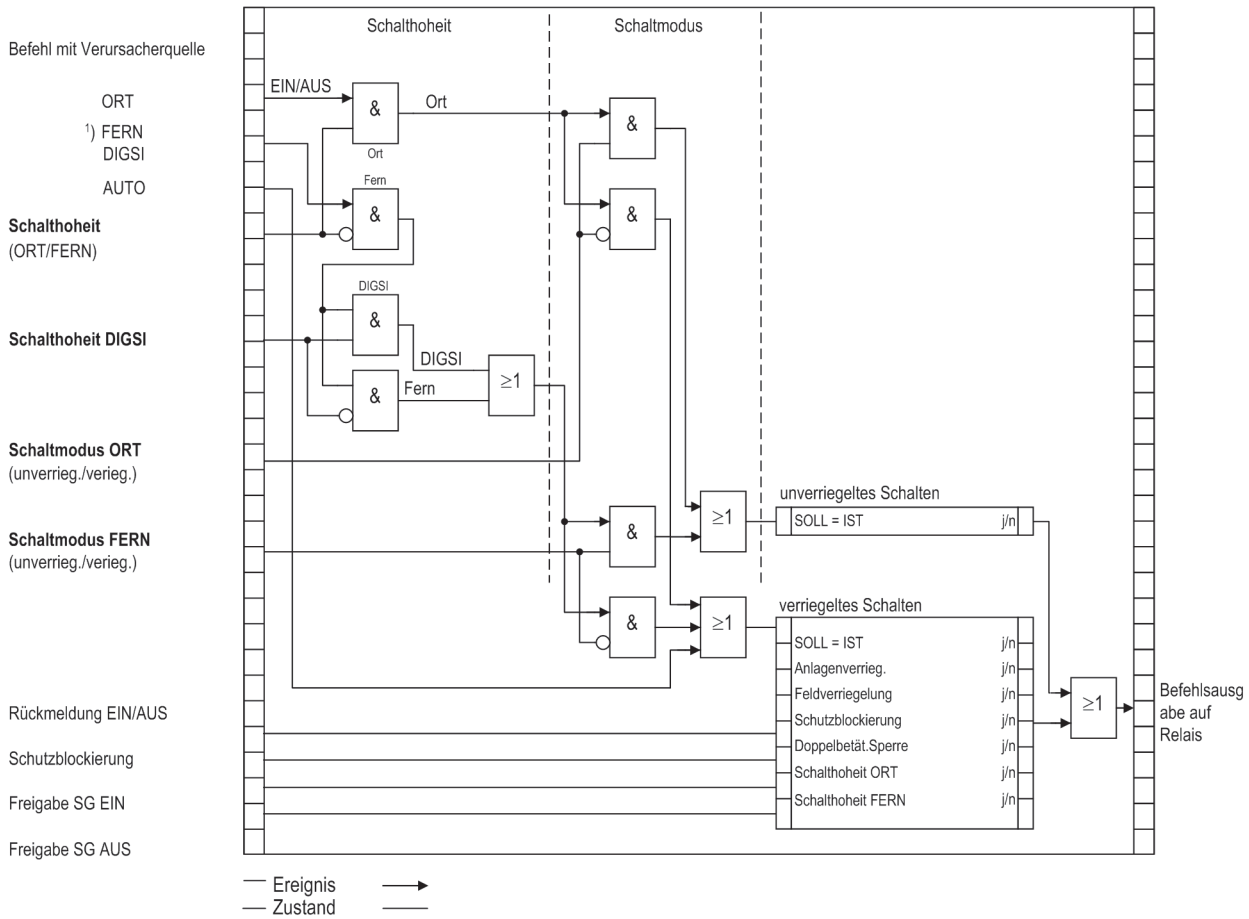 Schalthoheit
Schaltmodus
Befehl mit Verursacherquelle
EIN/AUS
ORT
&
Ort
&
1) FERN
DIGSI
Ort
AUTO
Fern
&
&
Schalthoheit
(ORT/FERN)
DIGSI
&
Schalthoheit DIGSI
DIGSI
≥1
&
Fern
Schaltmodus ORT
(unverrieg./verieg.)
unverriegeltes Schalten
≥1
SOLL = IST j/n
&
Schaltmodus FERN
(unverrieg./verieg.)
verriegeltes Schalten
&
≥1
SOLL = IST j/n
Anlagenverrieg. j/n
Feldverriegelung j/n
Schutzblockierung j/n
Doppelbetät.Sperre j/n
Schalthoheit ORT j/n
Schalthoheit FERN j/n
≥1
Befehlsausg
abe auf
Relais
Rückmeldung EIN/AUS
Schutzblockierung
Freigabe SG EIN
Freigabe SG AUS
Ereignis
Zustand